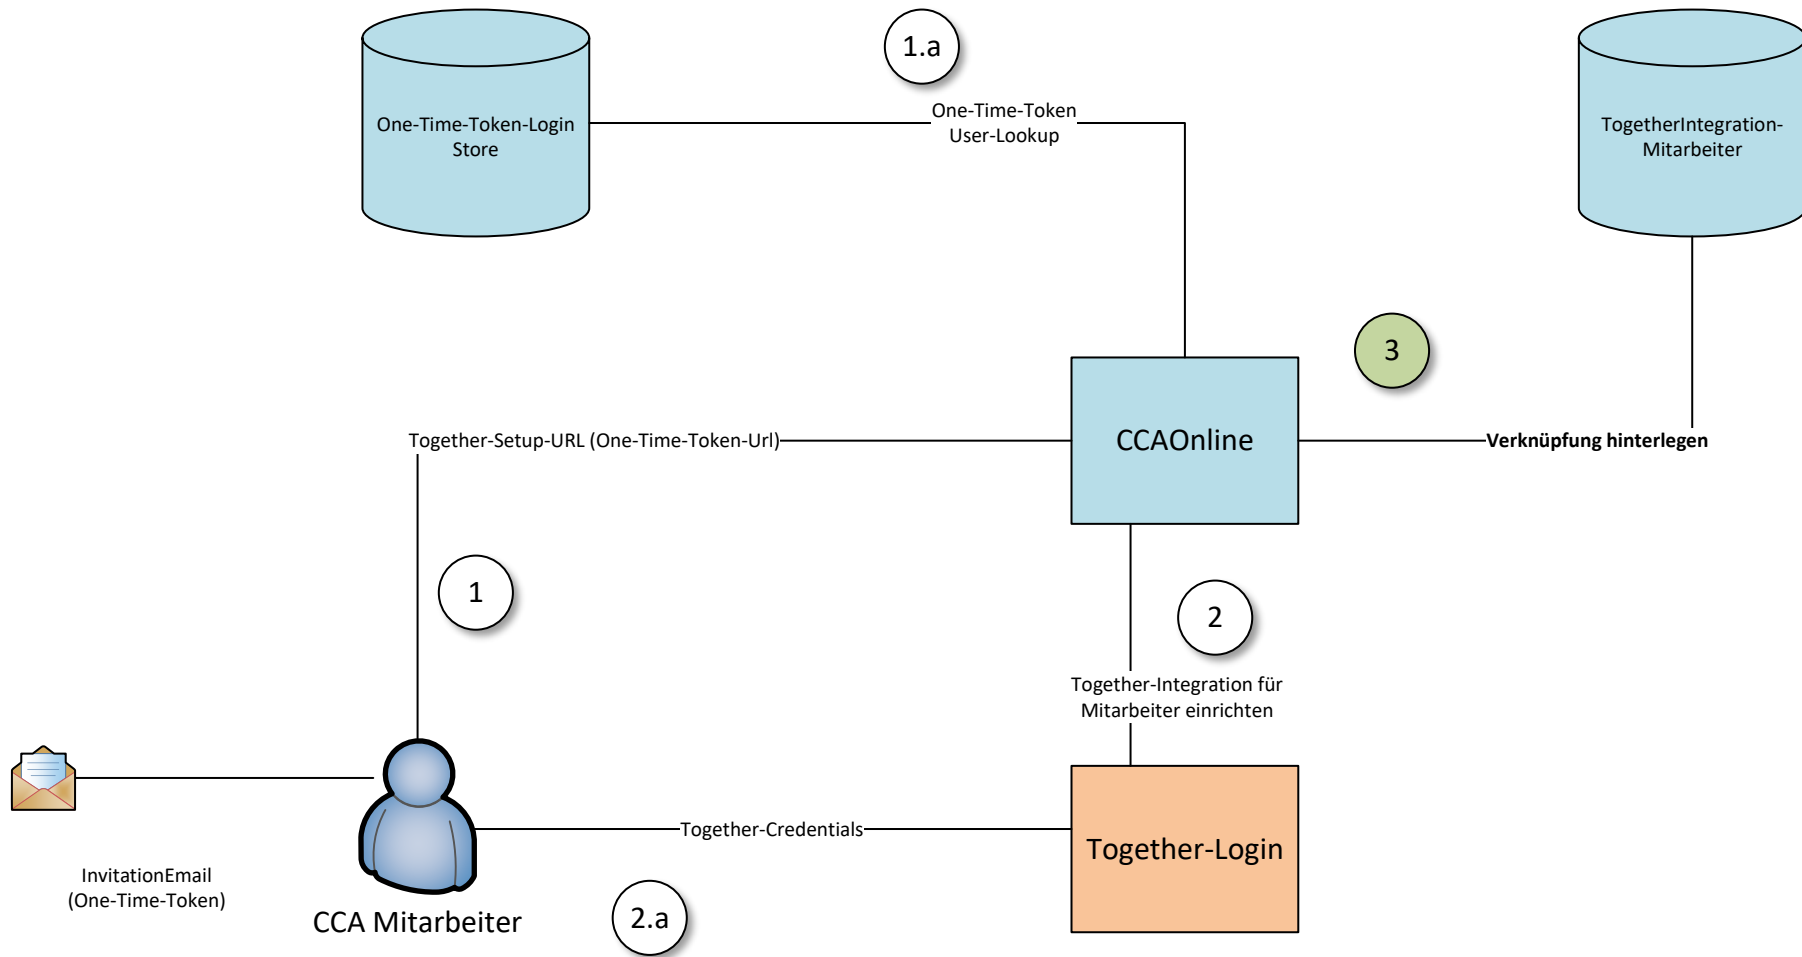 1.a
One-Time-Token-Login
Store
One-Time-Token
User-Lookup
TogetherIntegration-
Mitarbeiter
3
Together-Setup-URL (One-Time-Token-Url)
CCAOnline
Verknüpfung hinterlegen
1
2
Together-Integration für
Mitarbeiter einrichten
Together-Credentials
Together-Login
InvitationEmail
(One-Time-Token)
CCA Mitarbeiter
2.a